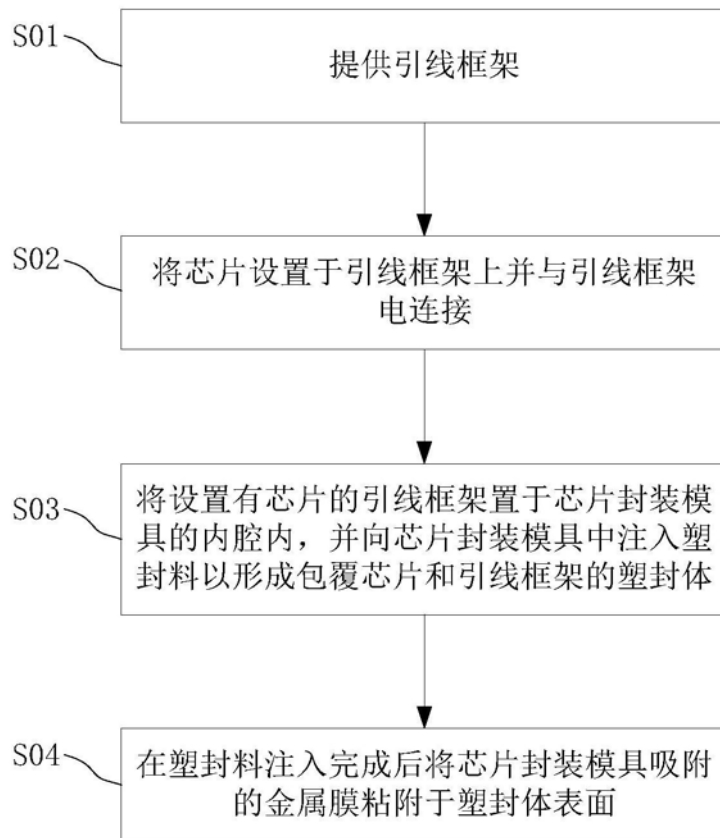 S01
提供引线框架
S02
将芯片设置于引线框架上并与引线框架
电连接
S03
将设置有芯片的引线框架置于芯片封装模
具的内腔内，并向芯片封装模具中注入塑
封料以形成包覆芯片和引线框架的塑封体
S04
在塑封料注入完成后将芯片封装模具吸附
的金属膜粘附于塑封体表面